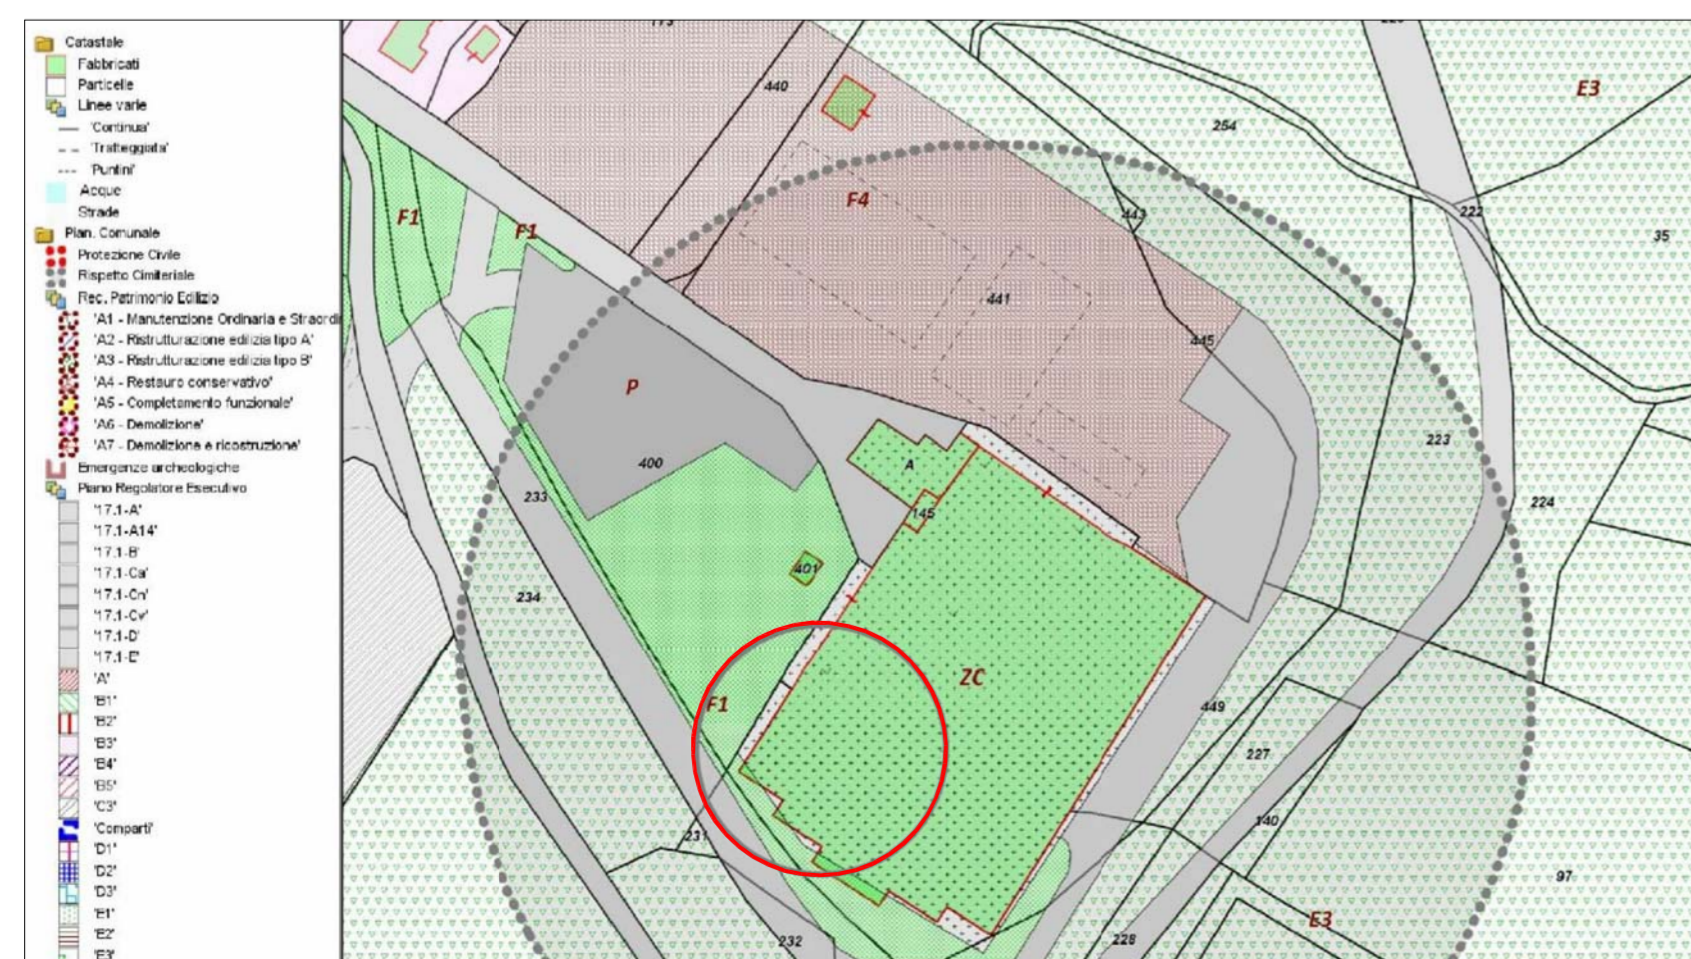 Catastale
Fabbricati
Particelle
Linee varie
'Continua'
'Tratteggiata'
'Puntini'
Acque
Strade
Pian. Comunale
Protezione Civile
Rispetto Cimiteriale
Rec. Patrimonio Edilizio
'A1 - Manutenzione Ordinaria e Straordi
'A2 - Ristrutturazione edilizia tipo A'
'A3 - Ristrutturazione edilizia tipo B'
'A4 - Restauro conservativo'
'A5 - Completamento funzionale'
'A6 - Demolizione'
'A7 - Demolizione e ricostruzione'
Emergenze archeologiche
Piano Regolatore Esecutivo
'17.1-A'
'17.1-A14'
'17.1-B'
'17.1-Ca'
'17.1-Cn'
'17.1-Cv'
'17.1-D'
'17.1-E'
'A'
'B1'
'B2'
'B3'
'B4'
'B5'
'C3'
'Comparti'
'D1'
'D2'
'D3'
'E1'
'E2'
'E3'
440
E3
254
F4
F1
F1
443
222
35
441
445
P
400
223
A
233
145
224
401
234
ZC
F1
449
227
231
140
97
E3
232
228